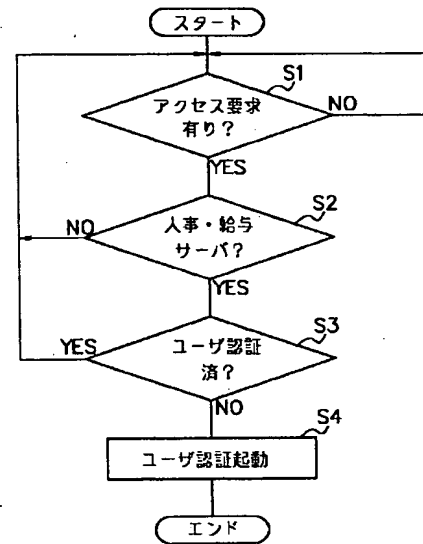 スタート
S1
アクセス要求
有り?
NO
YES
S2
NO
人事・給与
サーバ?
YES
S3
YES
ユーザ認証
済?
NO
S4
ユーザ認証起動
エンド